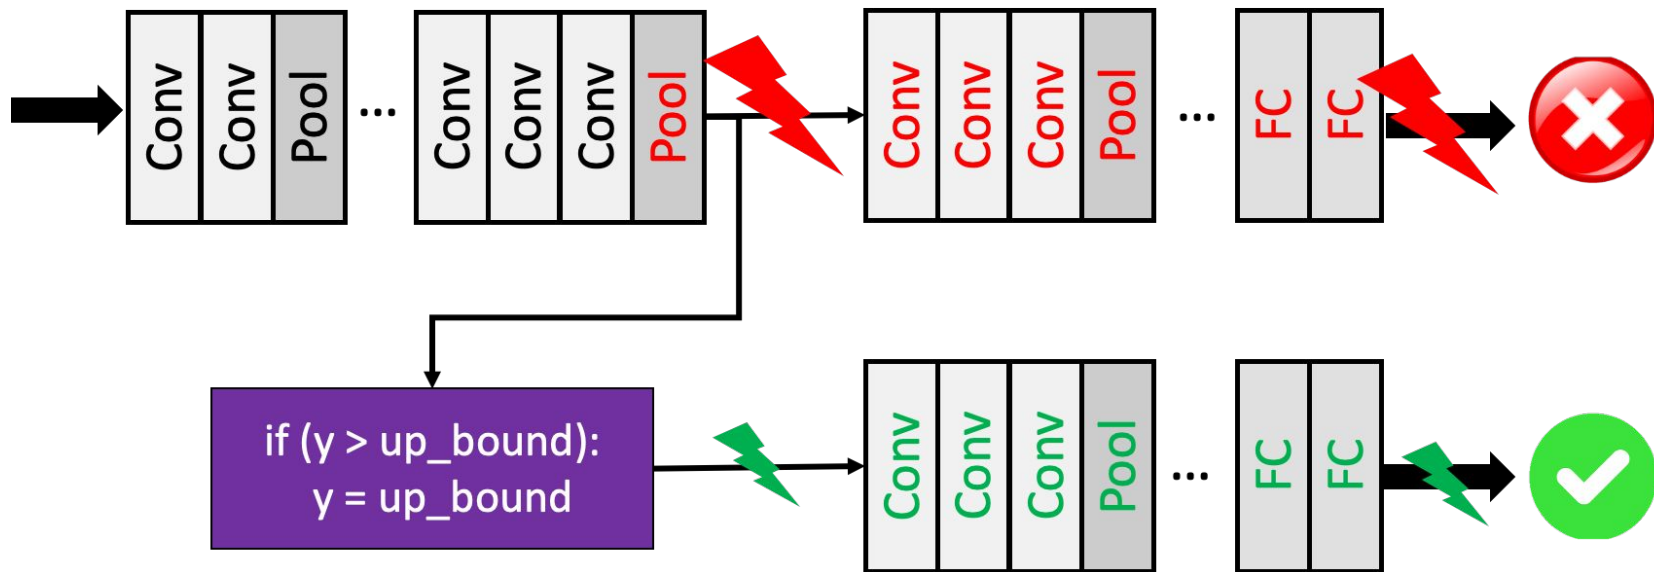 Conv
Conv
Pool
...
Conv
Conv
Conv
Pool
Conv
Conv
Conv
Pool
...
FC
FC
if (y > up_bound):
y = up_bound
Conv
Conv
Conv
Pool
...
FC
FC